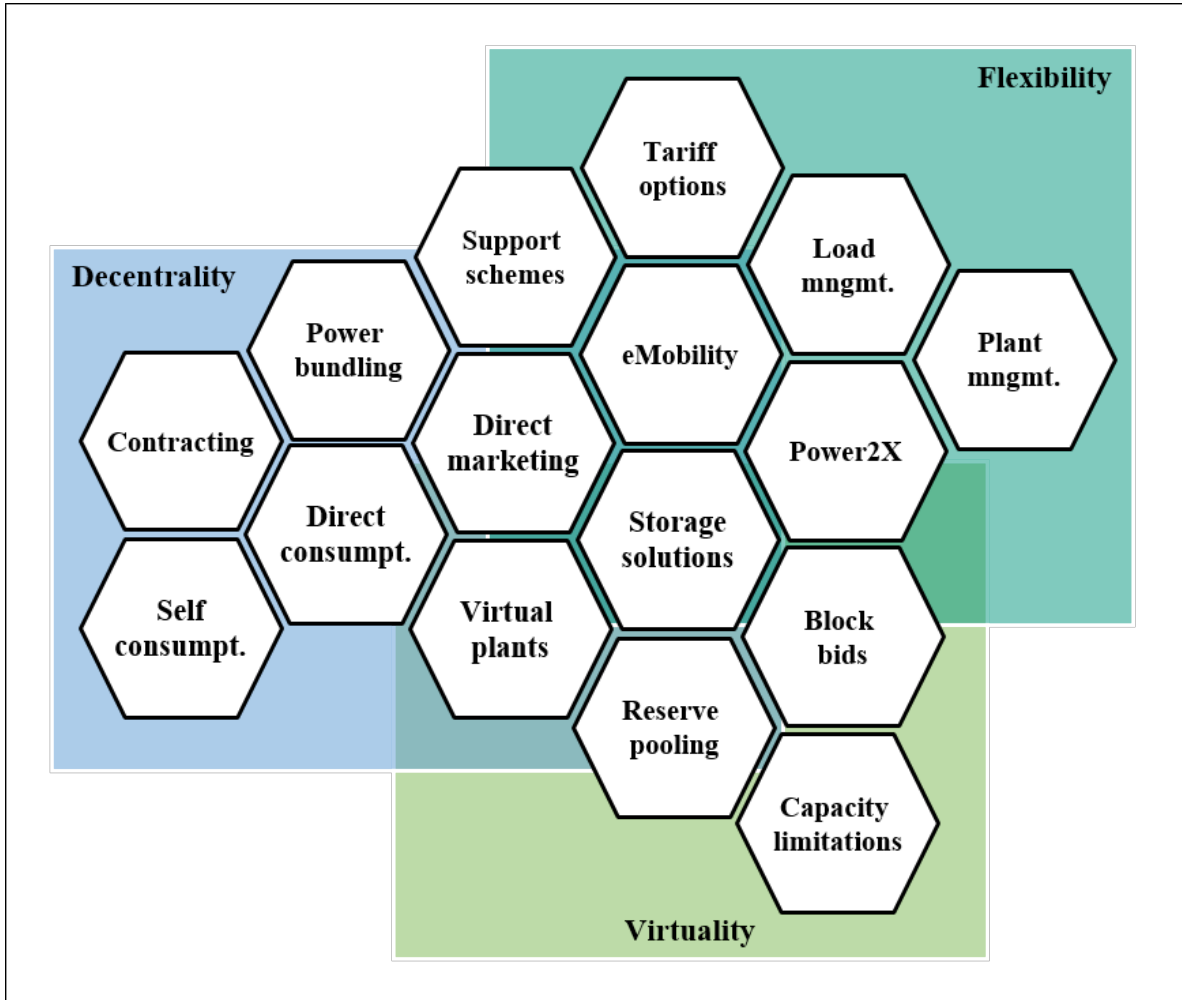 Flexibility
Tariff
options
Support
schemes
Load
mngmt.
Decentrality
Power
bundling
eMobility
Plant
mngmt.
Contracting
Direct
marketing
Power2X
Direct
consumpt.
Storage
solutions
Self
consumpt.
Virtual
plants
Block
bids
Reserve
pooling
Capacity
limitations
Virtuality